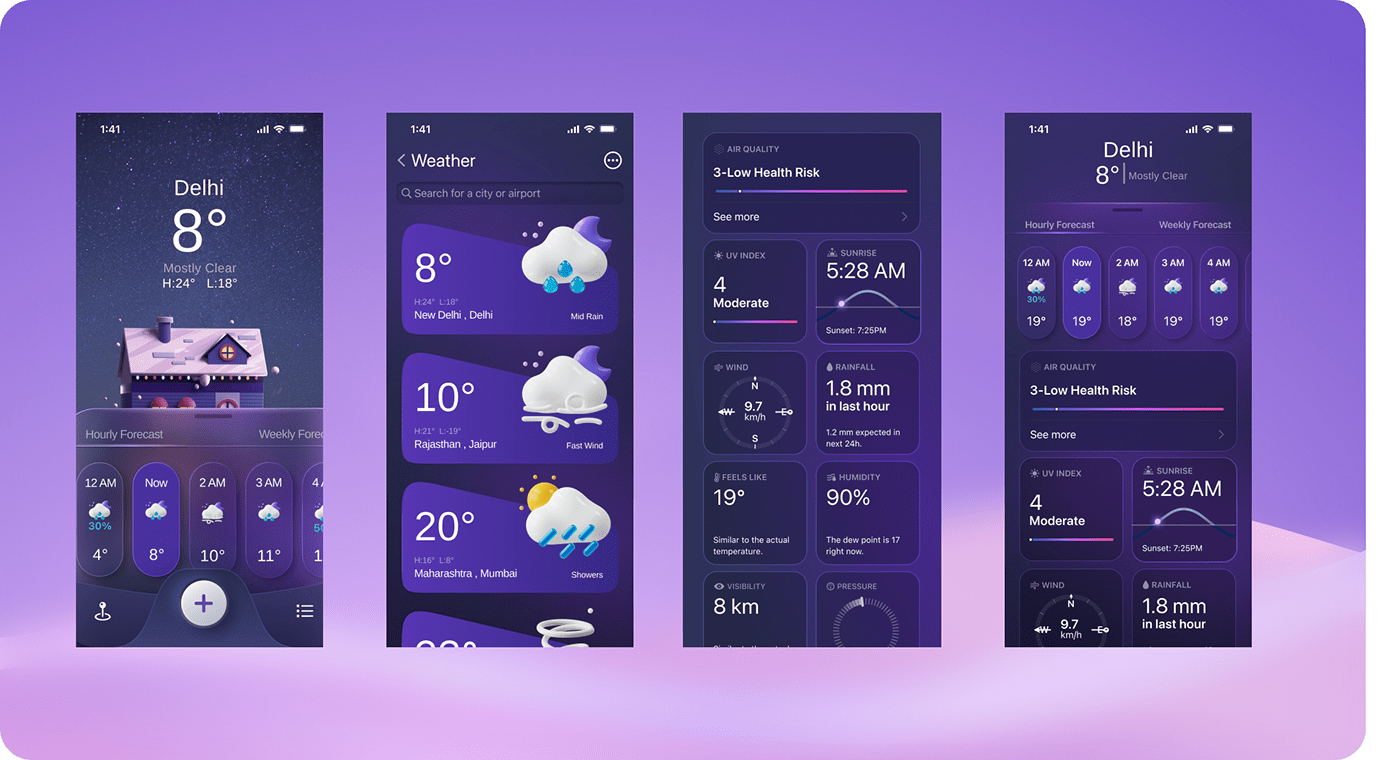 1:41
Delhi
8°
Mostly Clear
H:24° L:18°
Hourly Forecast
Weekly
12 AM
30%
4°
Now
8°
2 AM
10°
3 AM
11°
1:41
Weather
Search for a city or airport
8°
H:24° L:18°
New Delhi , Delhi
Mid Rain
10°
H:21° L:-19°
Rajasthan , Jaipur
Fast Wind
20°
H:16° L:8°
Maharashtra , Mumbai
Showers
AIR QUALITY
3-Low Health Risk
See more
UV INDEX
4
Moderate
SUNRISE
5:28 AM
Sunset: 7:25PM
WIND
N
W
9.7
km/h
E
S
RAINFALL
1.8 mm
in last hour
1.2 mm expected in
next 24h.
FEELS LIKE
19°
Similar to the actual
temperature.
HUMIDITY
90%
The dew point is 17
right now.
VISIBILITY
8 km
PRESSURE
1:41
Delhi
8°
Mostly Clear
Hourly Forecast
Weekly Forecast
12 AM
30%
19°
Now
19°
2 AM
18°
3 AM
19°
4 AM
19°
AIR QUALITY
3-Low Health Risk
See more
UV INDEX
4
Moderate
SUNRISE
5:28 AM
Sunset: 7:25PM
WIND
N
W
9.7
km/h
E
RAINFALL
1.8 mm
in last hour